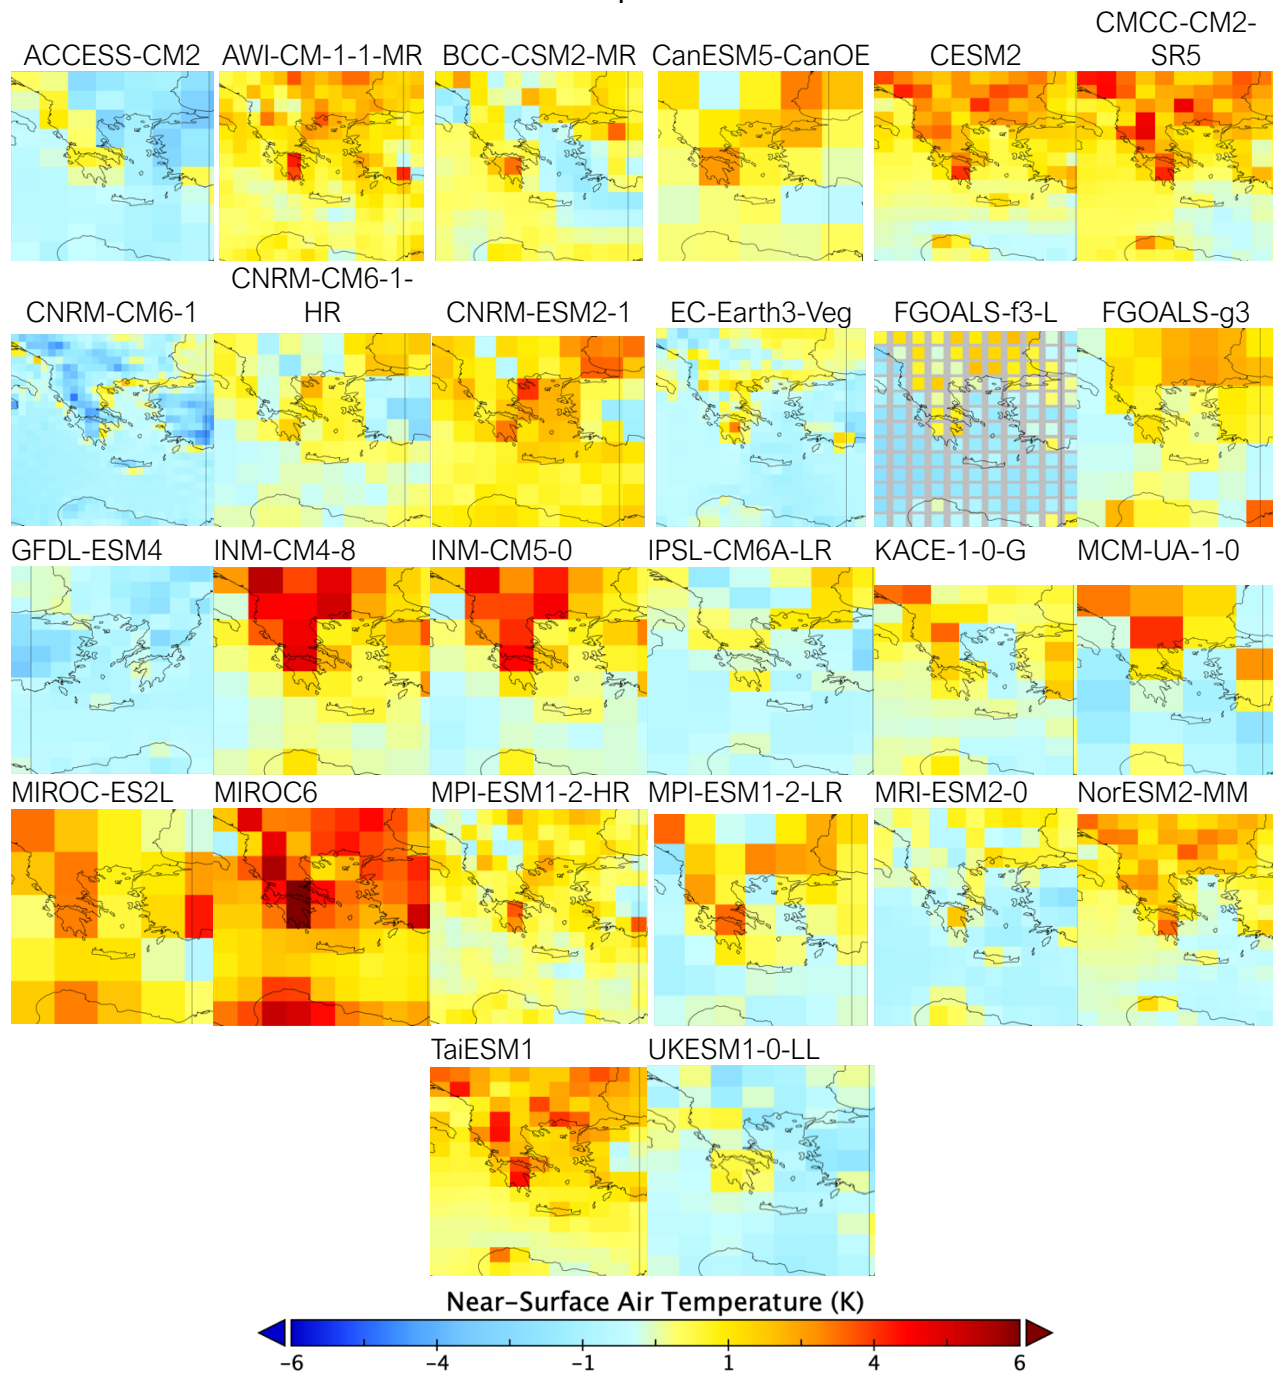 ACCESS-CM2 AWI-CM-1-1-MR BCC-CSM2-MR CanESM5-CanOE CESM2 CMCC-CM2-
SR5
CNRM-CM6-1 CNRM-CM6-1-
HR CNRM-ESM2-1 EC-Earth3-Veg FGOALS-f3-L FGOALS-g3
GFDL-ESM4 INM-CM4-8 INM-CM5-0 IPSL-CM6A-LR KACE-1-0-G MCM-UA-1-0
MIROC-ES2L MIROC6 MPI-ESM1-2-HR MPI-ESM1-2-LR MRI-ESM2-0 NorESM2-MM
TaiESM1 UKESM1-0-LL
Near-Surface Air Temperature (K)
-6 -4 -1 1 4 6